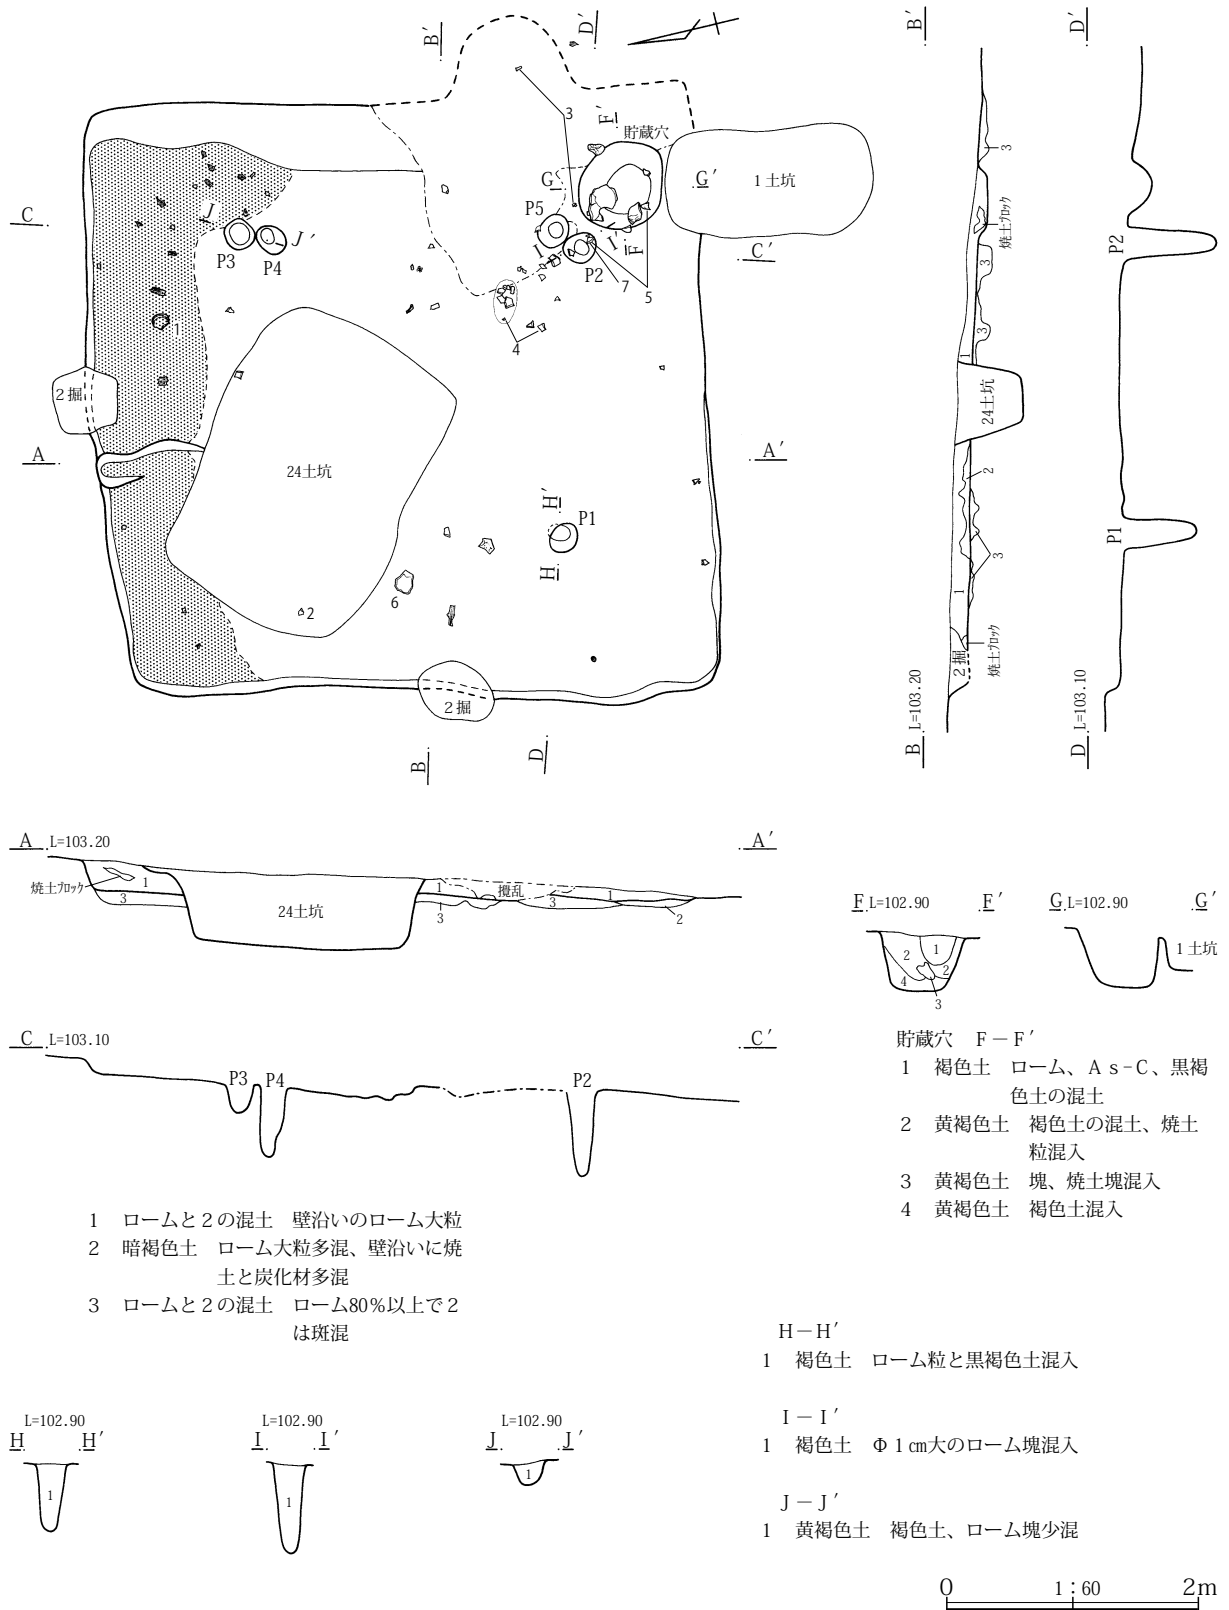 B′
D′
B′
D′
3
F′
貯蔵穴
G
G′
1土坑
C
J
J′
P5
I
I′
F
C′
P3
P4
P2
7
5
1
4
2掘
24土坑
A
A′
H′
P1
H
6
2
2掘
B
D
3
焼土ブロック
3
3
1
24土坑
2
3
1
焼土ブロック
2掘
B L=103.20
P2
P1
D L=103.10
A L=103.20
A′
焼土ブロック
1
3
24土坑
1
3
攪乱
3
1
2
F L=102.90 F′
G L=102.90 G′
2
1
2
4
3
1土坑
C L=103.10
C′
P3
P4
P2
貯蔵穴　F－F′
1　褐色土　ローム、As-C、黒褐
色土の混土
2　黄褐色土　褐色土の混土、焼土
粒混入
3　黄褐色土　塊、焼土塊混入
4　黄褐色土　褐色土混入
1　ロームと2の混土　壁沿いのローム大粒
2　暗褐色土　ローム大粒多混、壁沿いに焼
土と炭化材多混
3　ロームと2の混土　ローム80％以上で2
は斑混
H－H′
1　褐色土　ローム粒と黒褐色土混入
I－I′
1　褐色土　Φ1㎝大のローム塊混入
J－J′
1　黄褐色土　褐色土、ローム塊少混
L=102.90
H H′
1
L=102.90
I I′
1
L=102.90
J J′
1
0 1：60 2m